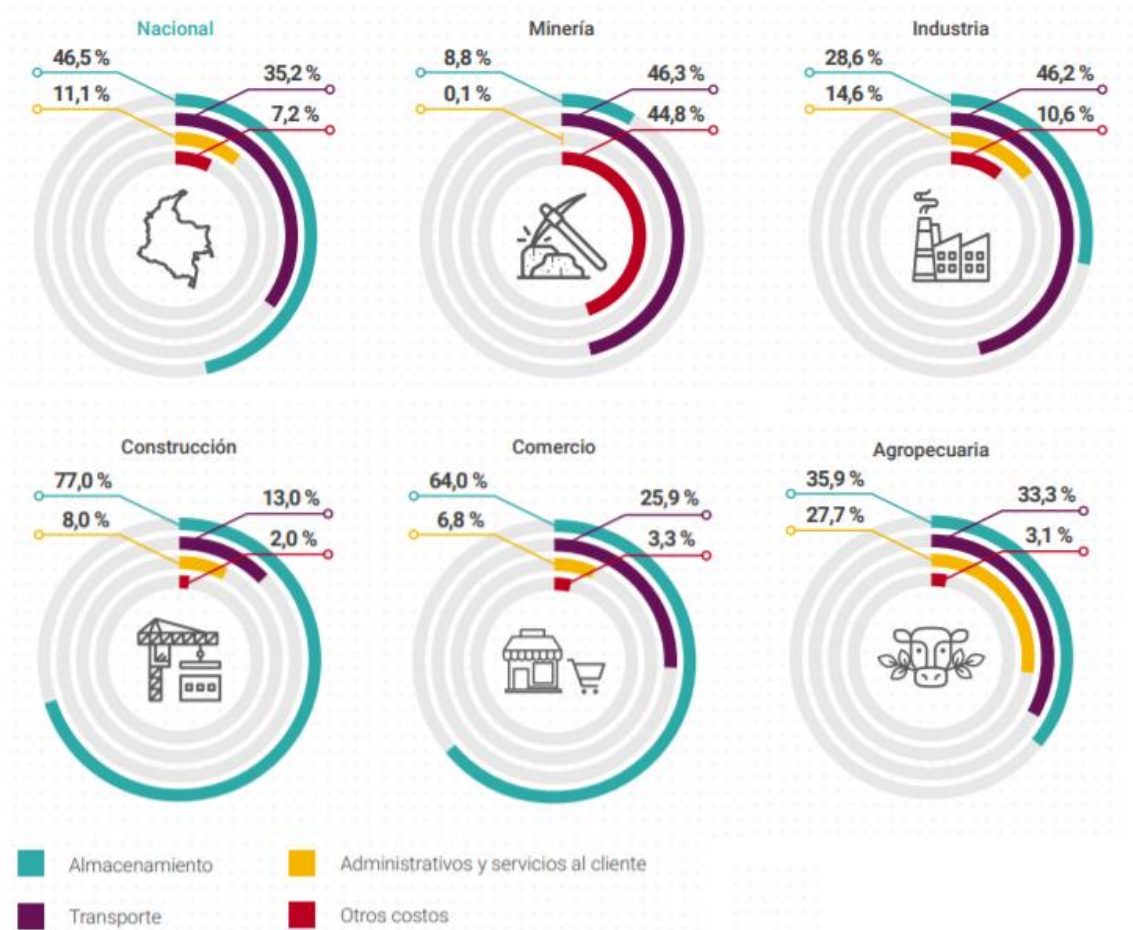 Nacional
46,5 %
35,2 %
11,1 %
7,2 %
Minería
8,8 %
46,3 %
0,1 %
44,8 %
Industria
28,6 %
46,2 %
14,6 %
10,6 %
Construcción
77,0 %
13,0 %
8,0 %
2,0 %
Comercio
64,0 %
25,9 %
6,8 %
3,3 %
Agropecuaria
35,9 %
33,3 %
27,7 %
3,1 %
Almacenamiento
Administrativos y servicios al cliente
Transporte
Otros costos